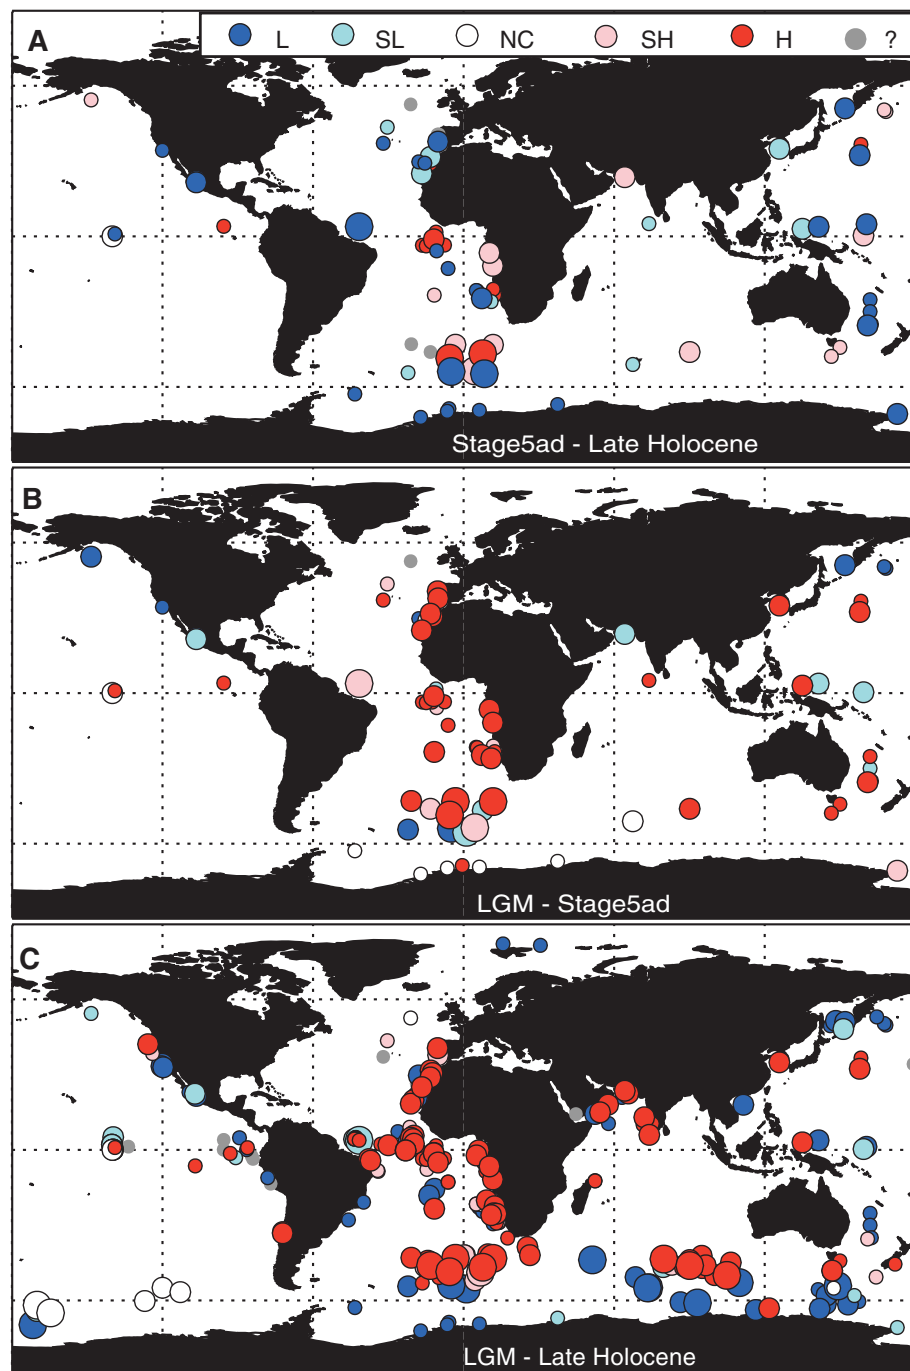 A
L SL NC SH H ?
Stage5ad - Late Holocene
B
LGM - Stage5ad
C
LGM - Late Holocene